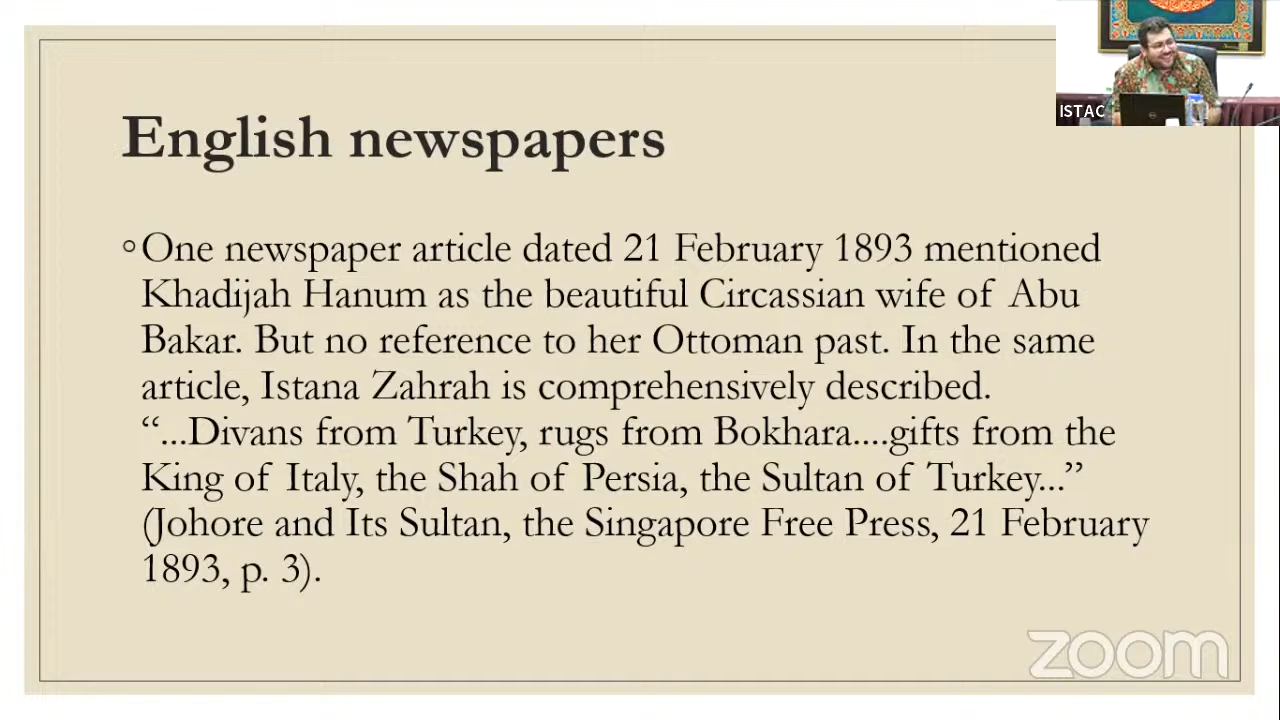 ISTAC
English newspapers
◦One newspaper article dated 21 February 1893 mentioned
Khadijah Hanum as the beautiful Circassian wife of Abu
Bakar. But no reference to her Ottoman past. In the same
article, Istana Zahrah is comprehensively described.
“...Divans from Turkey, rugs from Bokhara....gifts from the
King of Italy, the Shah of Persia, the Sultan of Turkey...”
(Johore and Its Sultan, the Singapore Free Press, 21 February
1893, p. 3).
zoom